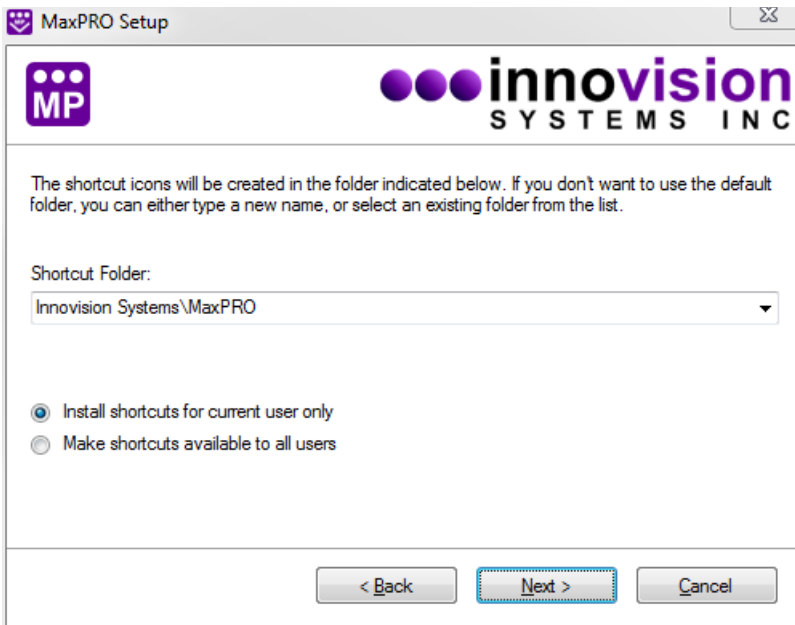 MaxPRO Setup
MP
innovision
SYSTEMS INC
The shortcut icons will be created in the folder indicated below. If you don't want to use the default
folder, you can either type a new name, or select an existing folder from the list.
Shortcut Folder:
Innovision Systems\MaxPRO
Install shortcuts for current user only
Make shortcuts available to all users
< Back
Next >
Cancel